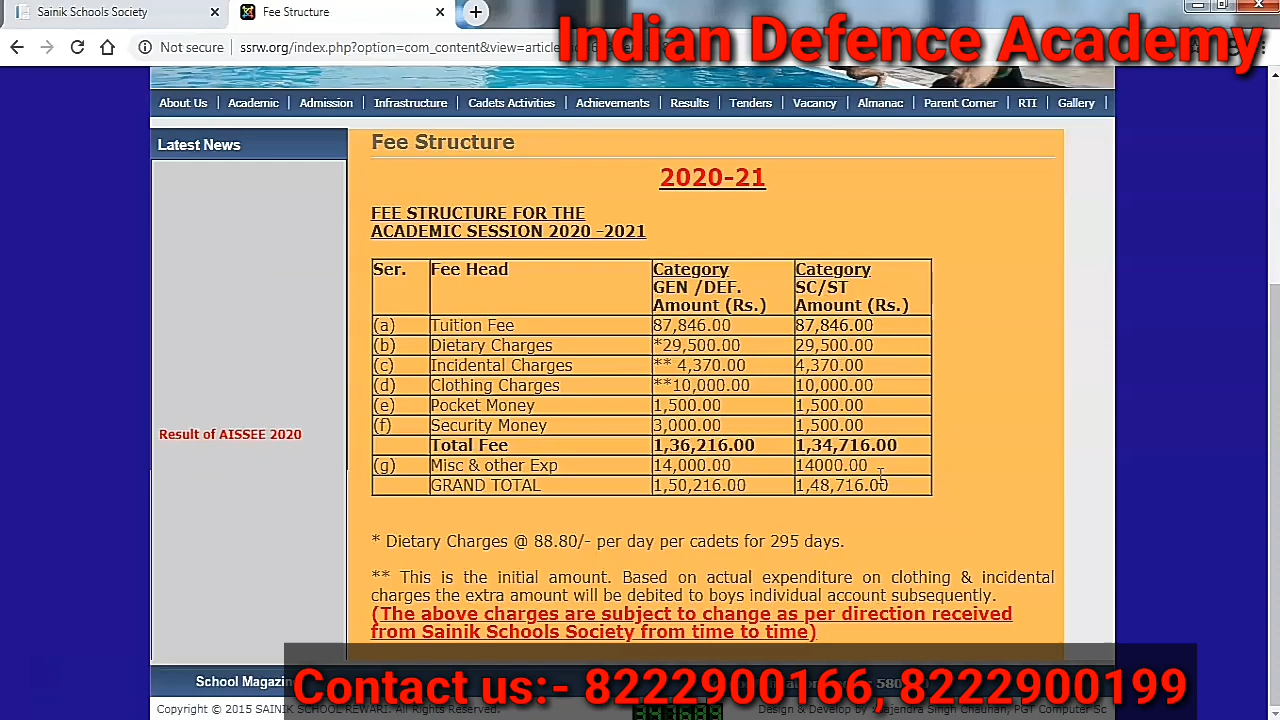 Sainik Schools Society
Fee Structure
Indian Defence Academy
Not secure
ssrw.org/index.php?option=com_content&view=article
About Us | Academic | Admission | Infrastructure | Cadets Activities | Achievements | Results | Tenders | Vacancy | Almanac | Parent Corner | RTI | Gallery |
Latest News
Result of AISSEE 2020
Fee Structure
2020-21
FEE STRUCTURE FOR THE
ACADEMIC SESSION 2020 -2021
Ser. Fee Head Category GEN /DEF. Amount (Rs.) Category SC/ST Amount (Rs.)
(a) Tuition Fee 87,846.00 87,846.00
(b) Dietary Charges *29,500.00 29,500.00
(c) Incidental Charges ** 4,370.00 4,370.00
(d) Clothing Charges **10,000.00 10,000.00
(e) Pocket Money 1,500.00 1,500.00
(f) Security Money 3,000.00 1,500.00
Total Fee 1,36,216.00 1,34,716.00
(g) Misc & other Exp 14,000.00 14000.00
GRAND TOTAL 1,50,216.00 1,48,716.00
* Dietary Charges @ 88.80/- per day per cadets for 295 days.
** This is the initial amount. Based on actual expenditure on clothing & incidental
charges the extra amount will be debited to boys individual account subsequently.
(The above charges are subject to change as per direction received
from Sainik Schools Society from time to time)
School Magazin
Contact us:- 8222900166, 8222900199
Copyright © 2015 SAINIK SCHOOL REWARI. All Rights Reserved.
Design & Develop by Rajendra Singh Chauhan, PGT Computer Sc